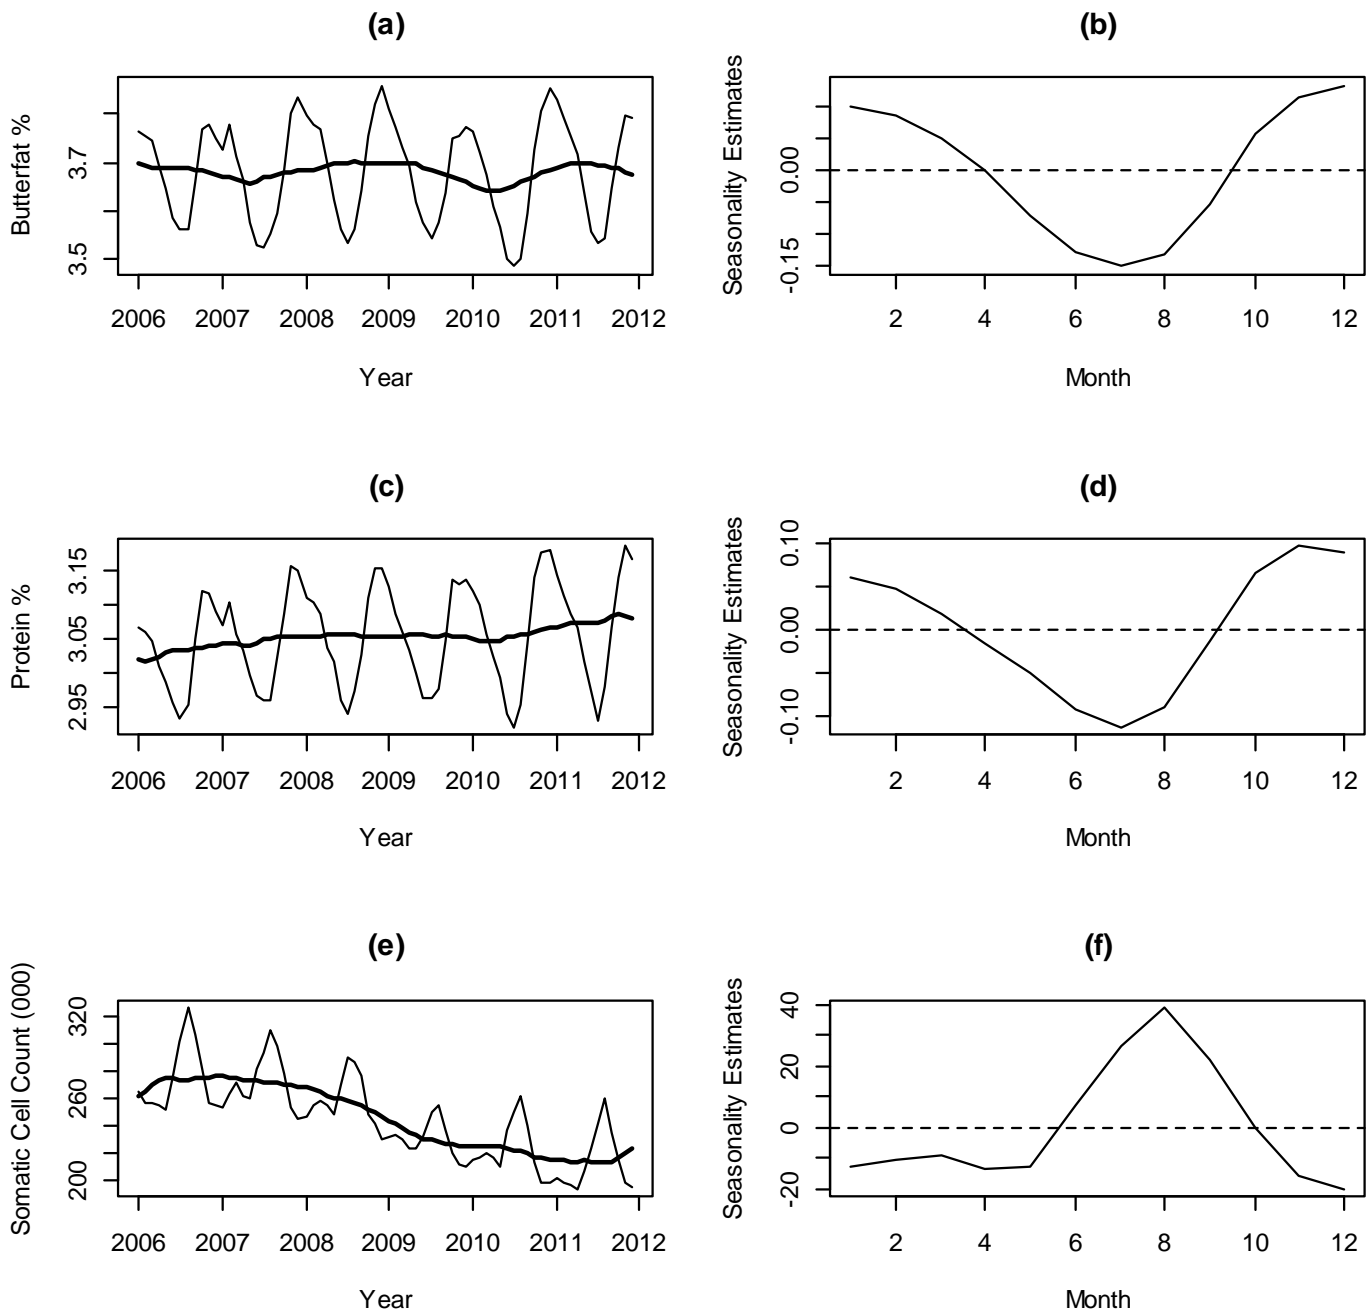 (a)
Butterfat %
3.7
3.5
2006 2007 2008 2009 2010 2011 2012
Year
(b)
Seasonality Estimates
0.00
-0.15
2 4 6 8 10 12
Month
(c)
Protein %
3.15
3.05
2.95
2006 2007 2008 2009 2010 2011 2012
Year
(d)
Seasonality Estimates
0.10
0.00
-0.10
2 4 6 8 10 12
Month
(e)
Somatic Cell Count (000)
320
260
200
2006 2007 2008 2009 2010 2011 2012
Year
(f)
Seasonality Estimates
40
20
0
-20
2 4 6 8 10 12
Month